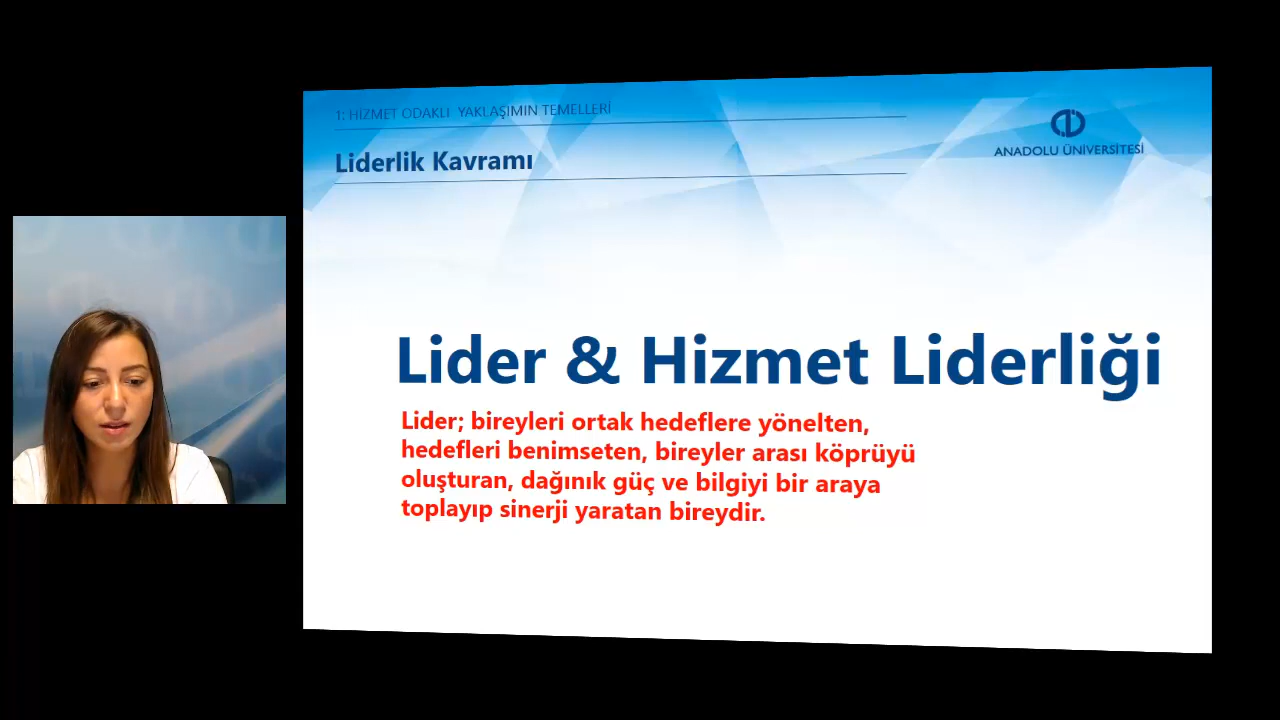 1: HİZMET ODAKLI  YAKLAŞIMIN TEMELLERİ
Liderlik Kavramı
ANADOLU ÜNİVERSİTESİ
Lider & Hizmet Liderliği
Lider; bireyleri ortak hedeflere yönelten,
hedefleri benimseten, bireyler arası köprüyü
oluşturan, dağınık güç ve bilgiyi bir araya
toplayıp sinerji yaratan bireydir.